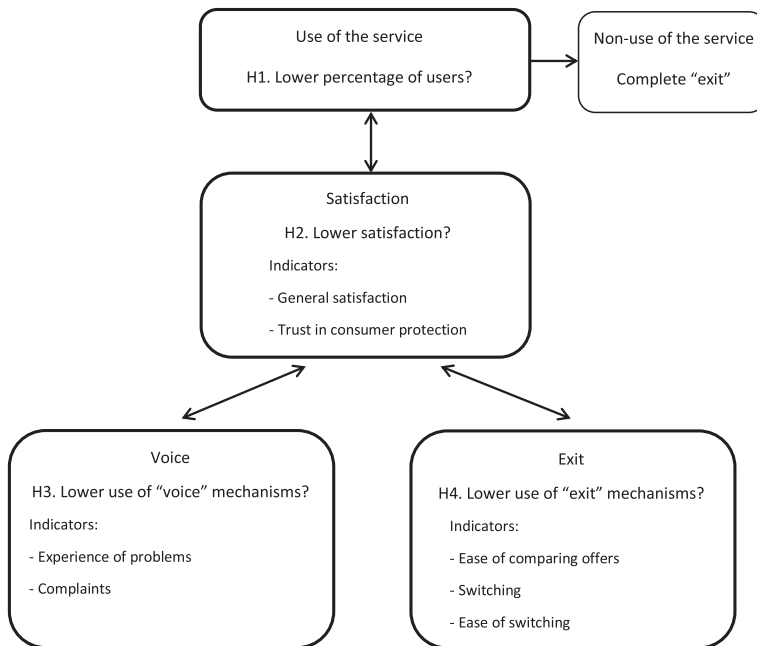 Use of the service
H1. Lower percentage of users?
Non-use of the service
Complete “exit”
Satisfaction
H2. Lower satisfaction?
Indicators:
- General satisfaction
- Trust in consumer protection
Voice
H3. Lower use of “voice” mechanisms?
Indicators:
- Experience of problems
- Complaints
Exit
H4. Lower use of “exit” mechanisms?
Indicators:
- Ease of comparing offers
- Switching
- Ease of switching